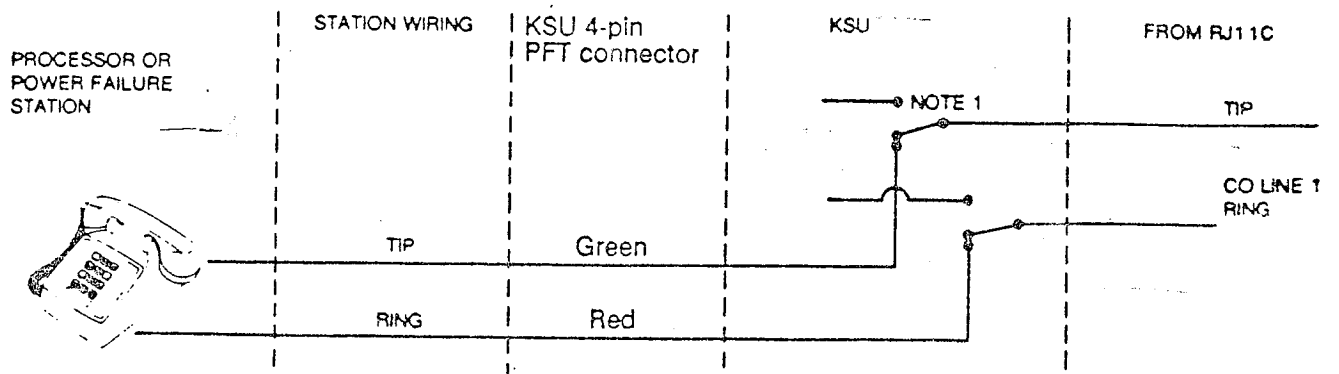 PROCESSOR OR
POWER FAILURE
STATION
STATION WIRING
KSU 4-pin
PFT connector
KSU
FROM RJ11C
NOTE 1
TIP
CO LINE 1
RING
TIP
Green
RING
Red